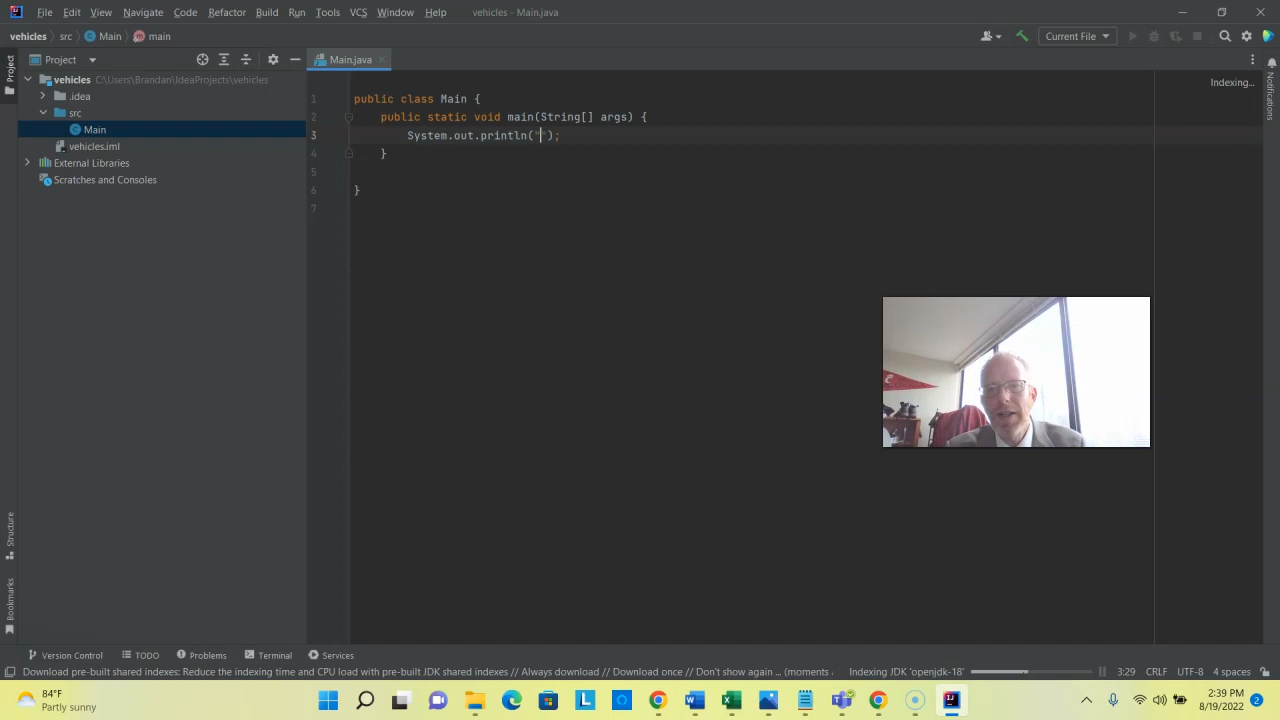 File Edit View Navigate Code Refactor Build Run Tools VCS Window Help vehicles - Main.java
vehicles src Main main Current File
Project Main.java
Project
vehicles C:\Users\Brandan\IdeaProjects\vehicles
.idea
src
Main
vehicles.iml
External Libraries
Scratches and Consoles
Indexing...
1 public class Main {
2 public static void main(String[] args) {
3 System.out.println("");
4 }
5
6 }
7
Notifications
C
Structure
Bookmarks
Version Control TODO Problems Terminal Services
Download pre-built shared indexes: Reduce the indexing time and CPU load with pre-built JDK shared indexes // Always download // Download once // Don't show again ... (moments Indexing JDK 'openjdk-18' 3:29 CRLF UTF-8 4 spaces
84°F
Partly sunny
2:39 PM
8/19/2022
2